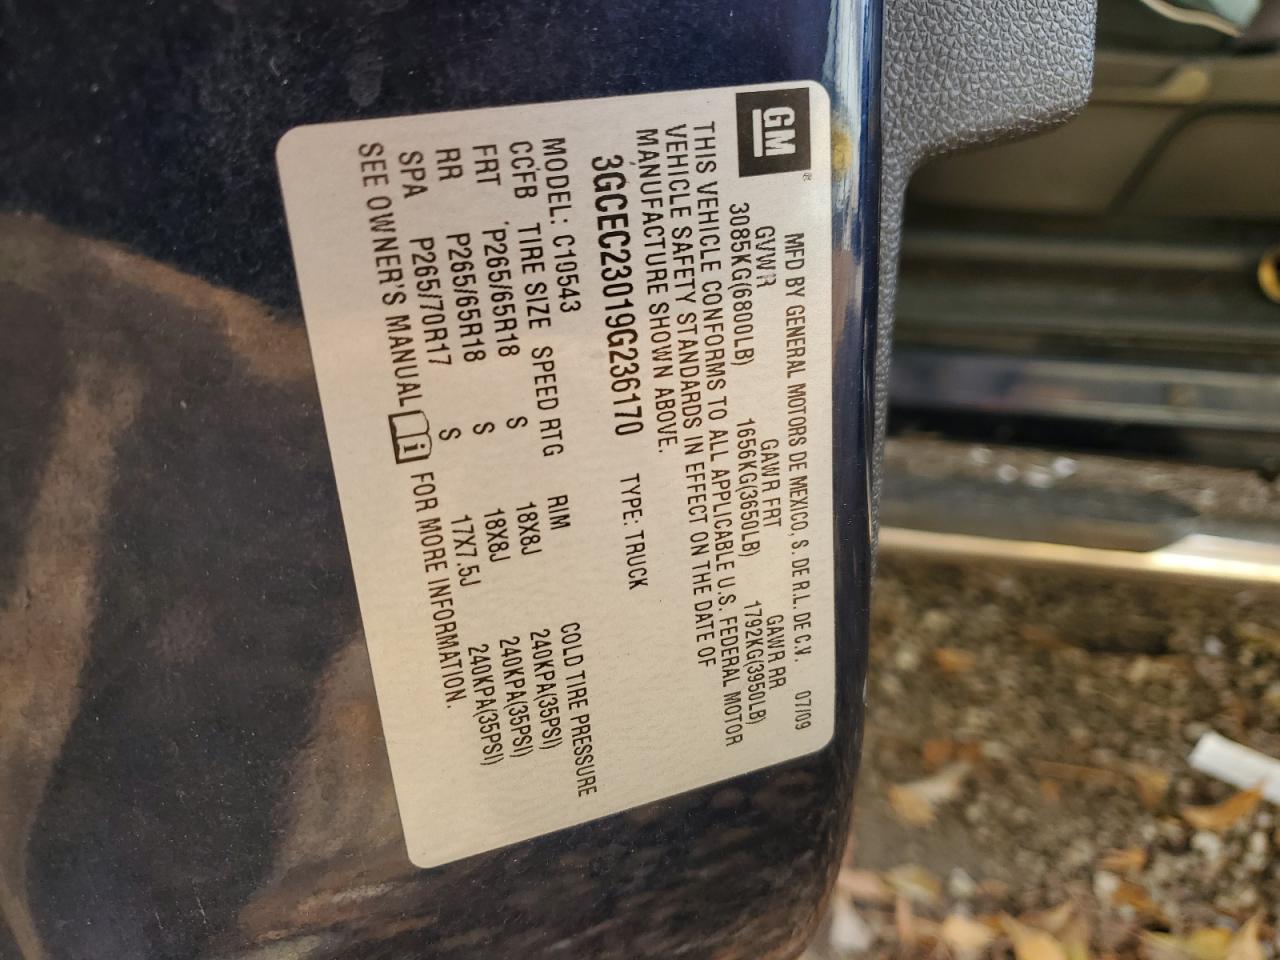 GM
MFD BY GENERAL MOTORS DE MEXICO, S. DE R.L. DE C.V. 07/09
GVWR GAWR FRT GAWR RR
3085KG(6800LB) 1656KG(3650LB) 1792KG(3950LB)
THIS VEHICLE CONFORMS TO ALL APPLICABLE U.S. FEDERAL MOTOR
VEHICLE SAFETY STANDARDS IN EFFECT ON THE DATE OF
MANUFACTURE SHOWN ABOVE.
3GCEC23019G236170 TYPE: TRUCK
MODEL: C10543
CC'FB TIRE SIZE SPEED RTG RIM COLD TIRE PRESSURE
FRT P265/65R18 S 18X8J 240KPA(35PSI)
RR P265/65R18 S 18X8J 240KPA(35PSI)
SPA P265/70R17 S 17X7.5J 240KPA(35PSI)
SEE OWNER'S MANUAL i FOR MORE INFORMATION.